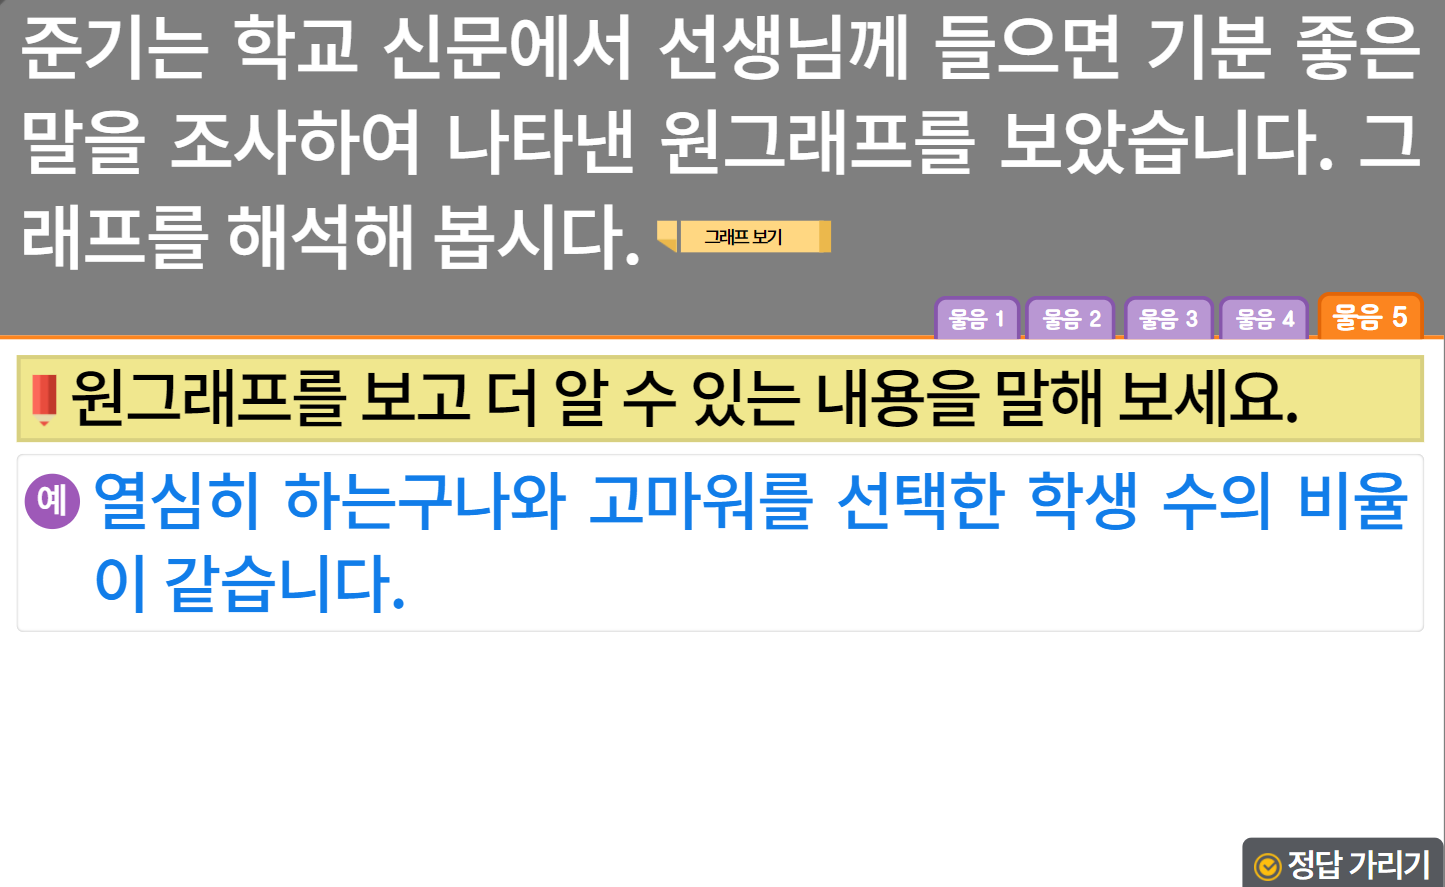 준기는 학교 신문에서 선생님께 들으면 기분 좋은
말을 조사하여 나타낸 원그래프를 보았습니다. 그
래프를 해석해 봅시다. 그래프 보기
물음 1 물음 2 물음 3 물음 4 물음 5
원그래프를 보고 더 알 수 있는 내용을 말해 보세요.
예 열심히 하는구나와 고마워를 선택한 학생 수의 비율
이 같습니다.
정답 가리기